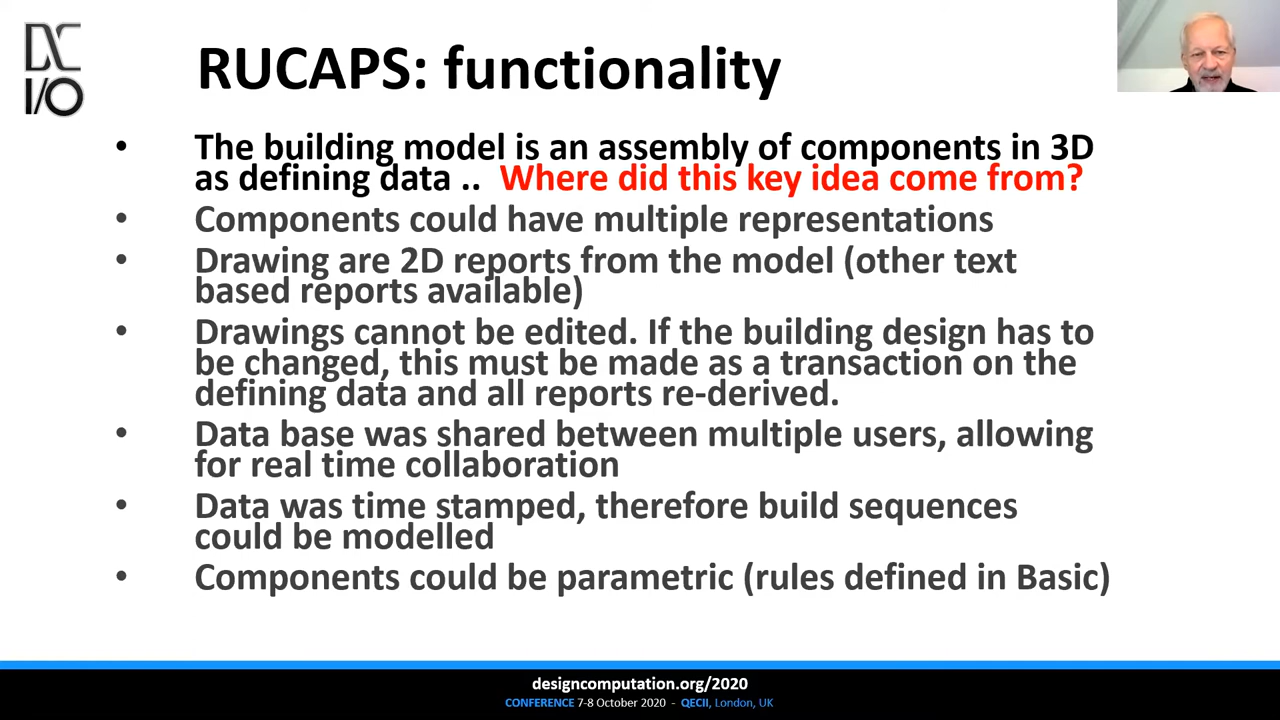 DC
I/O
RUCAPS: functionality
• The building model is an assembly of components in 3D
as defining data .. Where did this key idea come from?
• Components could have multiple representations
• Drawing are 2D reports from the model (other text
based reports available)
• Drawings cannot be edited. If the building design has to
be changed, this must be made as a transaction on the
defining data and all reports re-derived.
• Data base was shared between multiple users, allowing
for real time collaboration
• Data was time stamped, therefore build sequences
could be modelled
• Components could be parametric (rules defined in Basic)
designcomputation.org/2020
CONFERENCE 7-8 October 2020 - QECII, London, UK